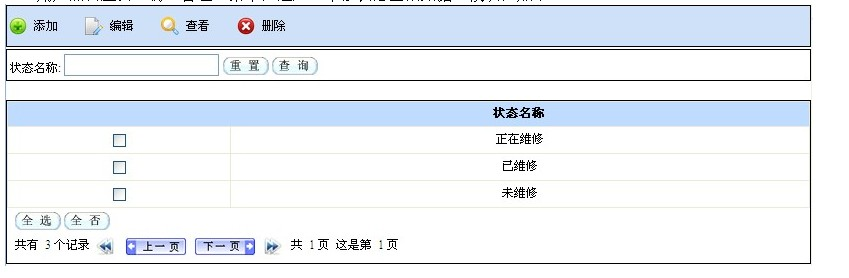 添加 编辑 查看 删除
状态名称: 重 置 查 询
状态名称
正在维修
已维修
未维修
全 选 全 否
共有 3个记录 上一页 下一页 共 1页 这是第 1页